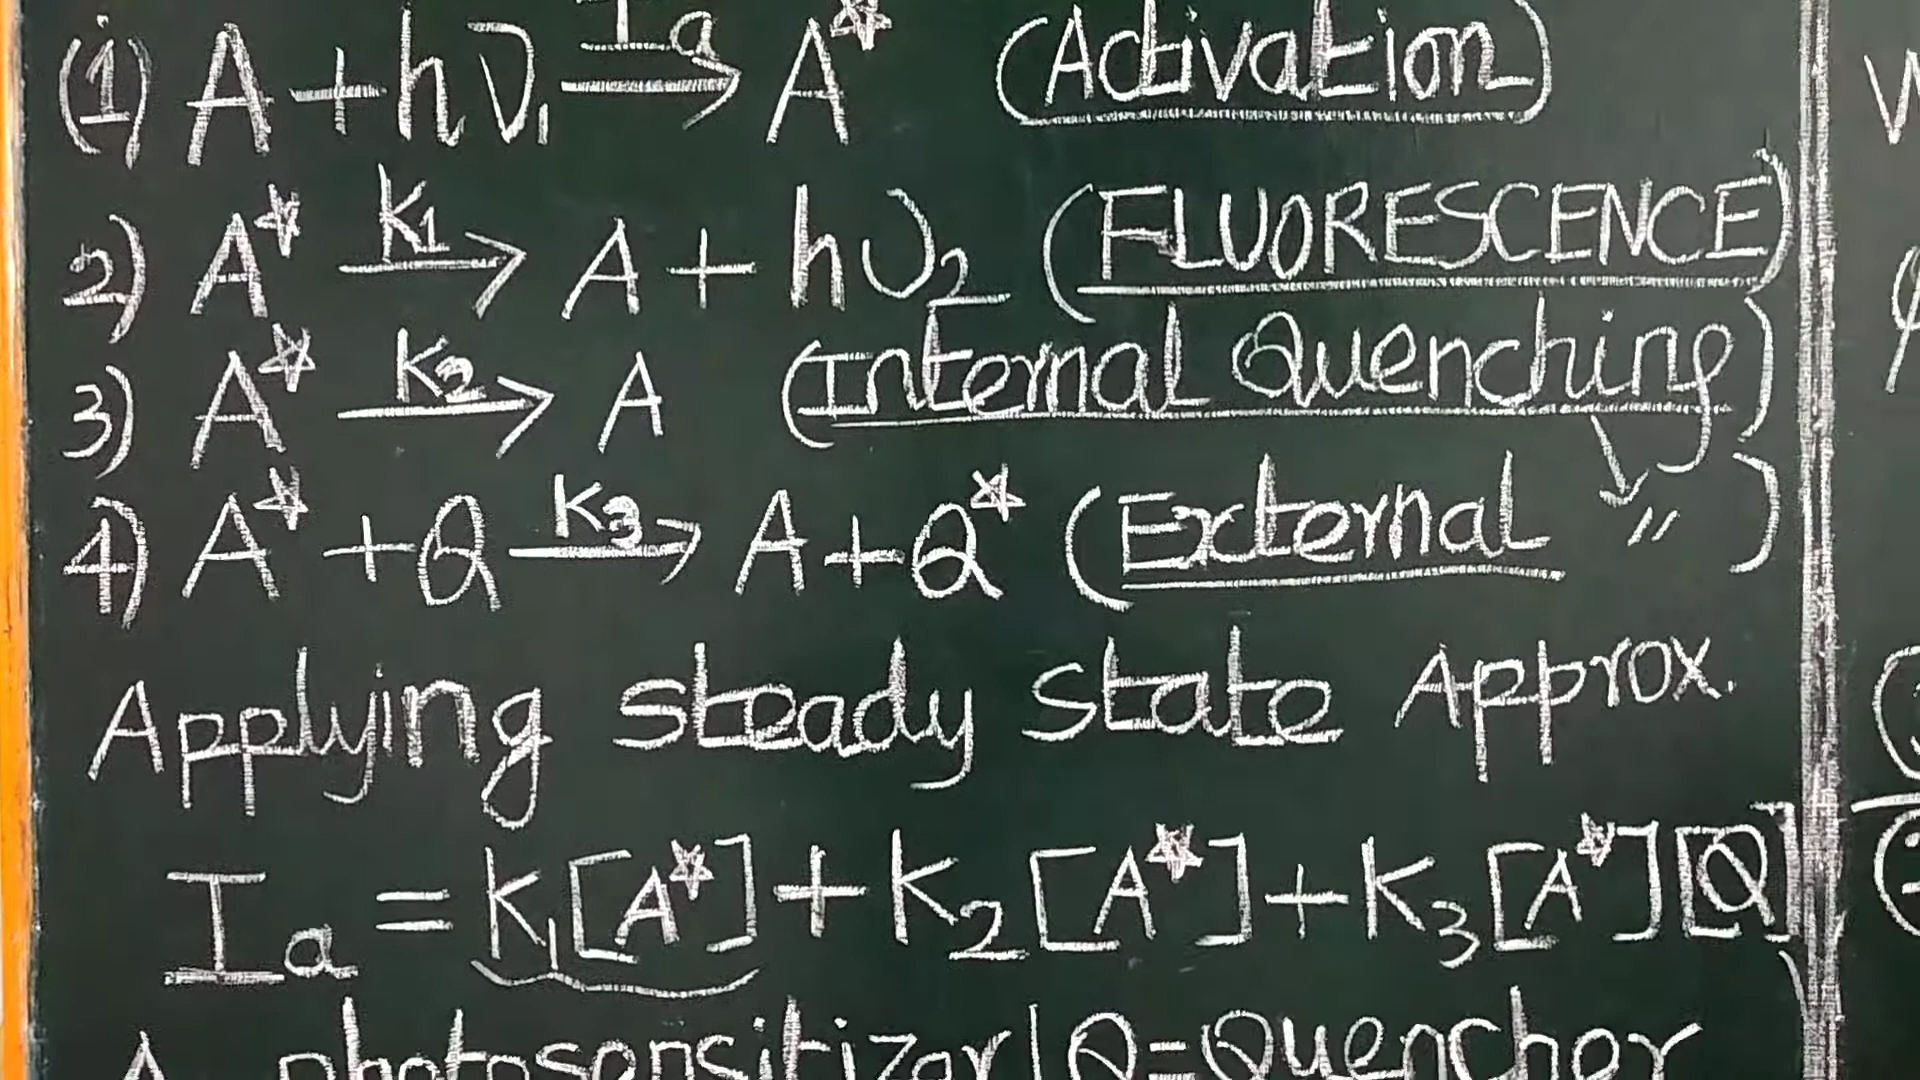 (1) A + hν₁ —Ia→ A* (Activation)
2) A* —K₁→ A + hυ₂ (FLUORESCENCE)
3) A* —K₂→ A (Internal Quenching)
4) A* + Q —K₃→ A + Q* (External 〃)
Applying steady state Approx.
Ia = K₁[A*] + K₂[A*] + K₃[A*][Q]
A photosensitizer | Q = Quencher